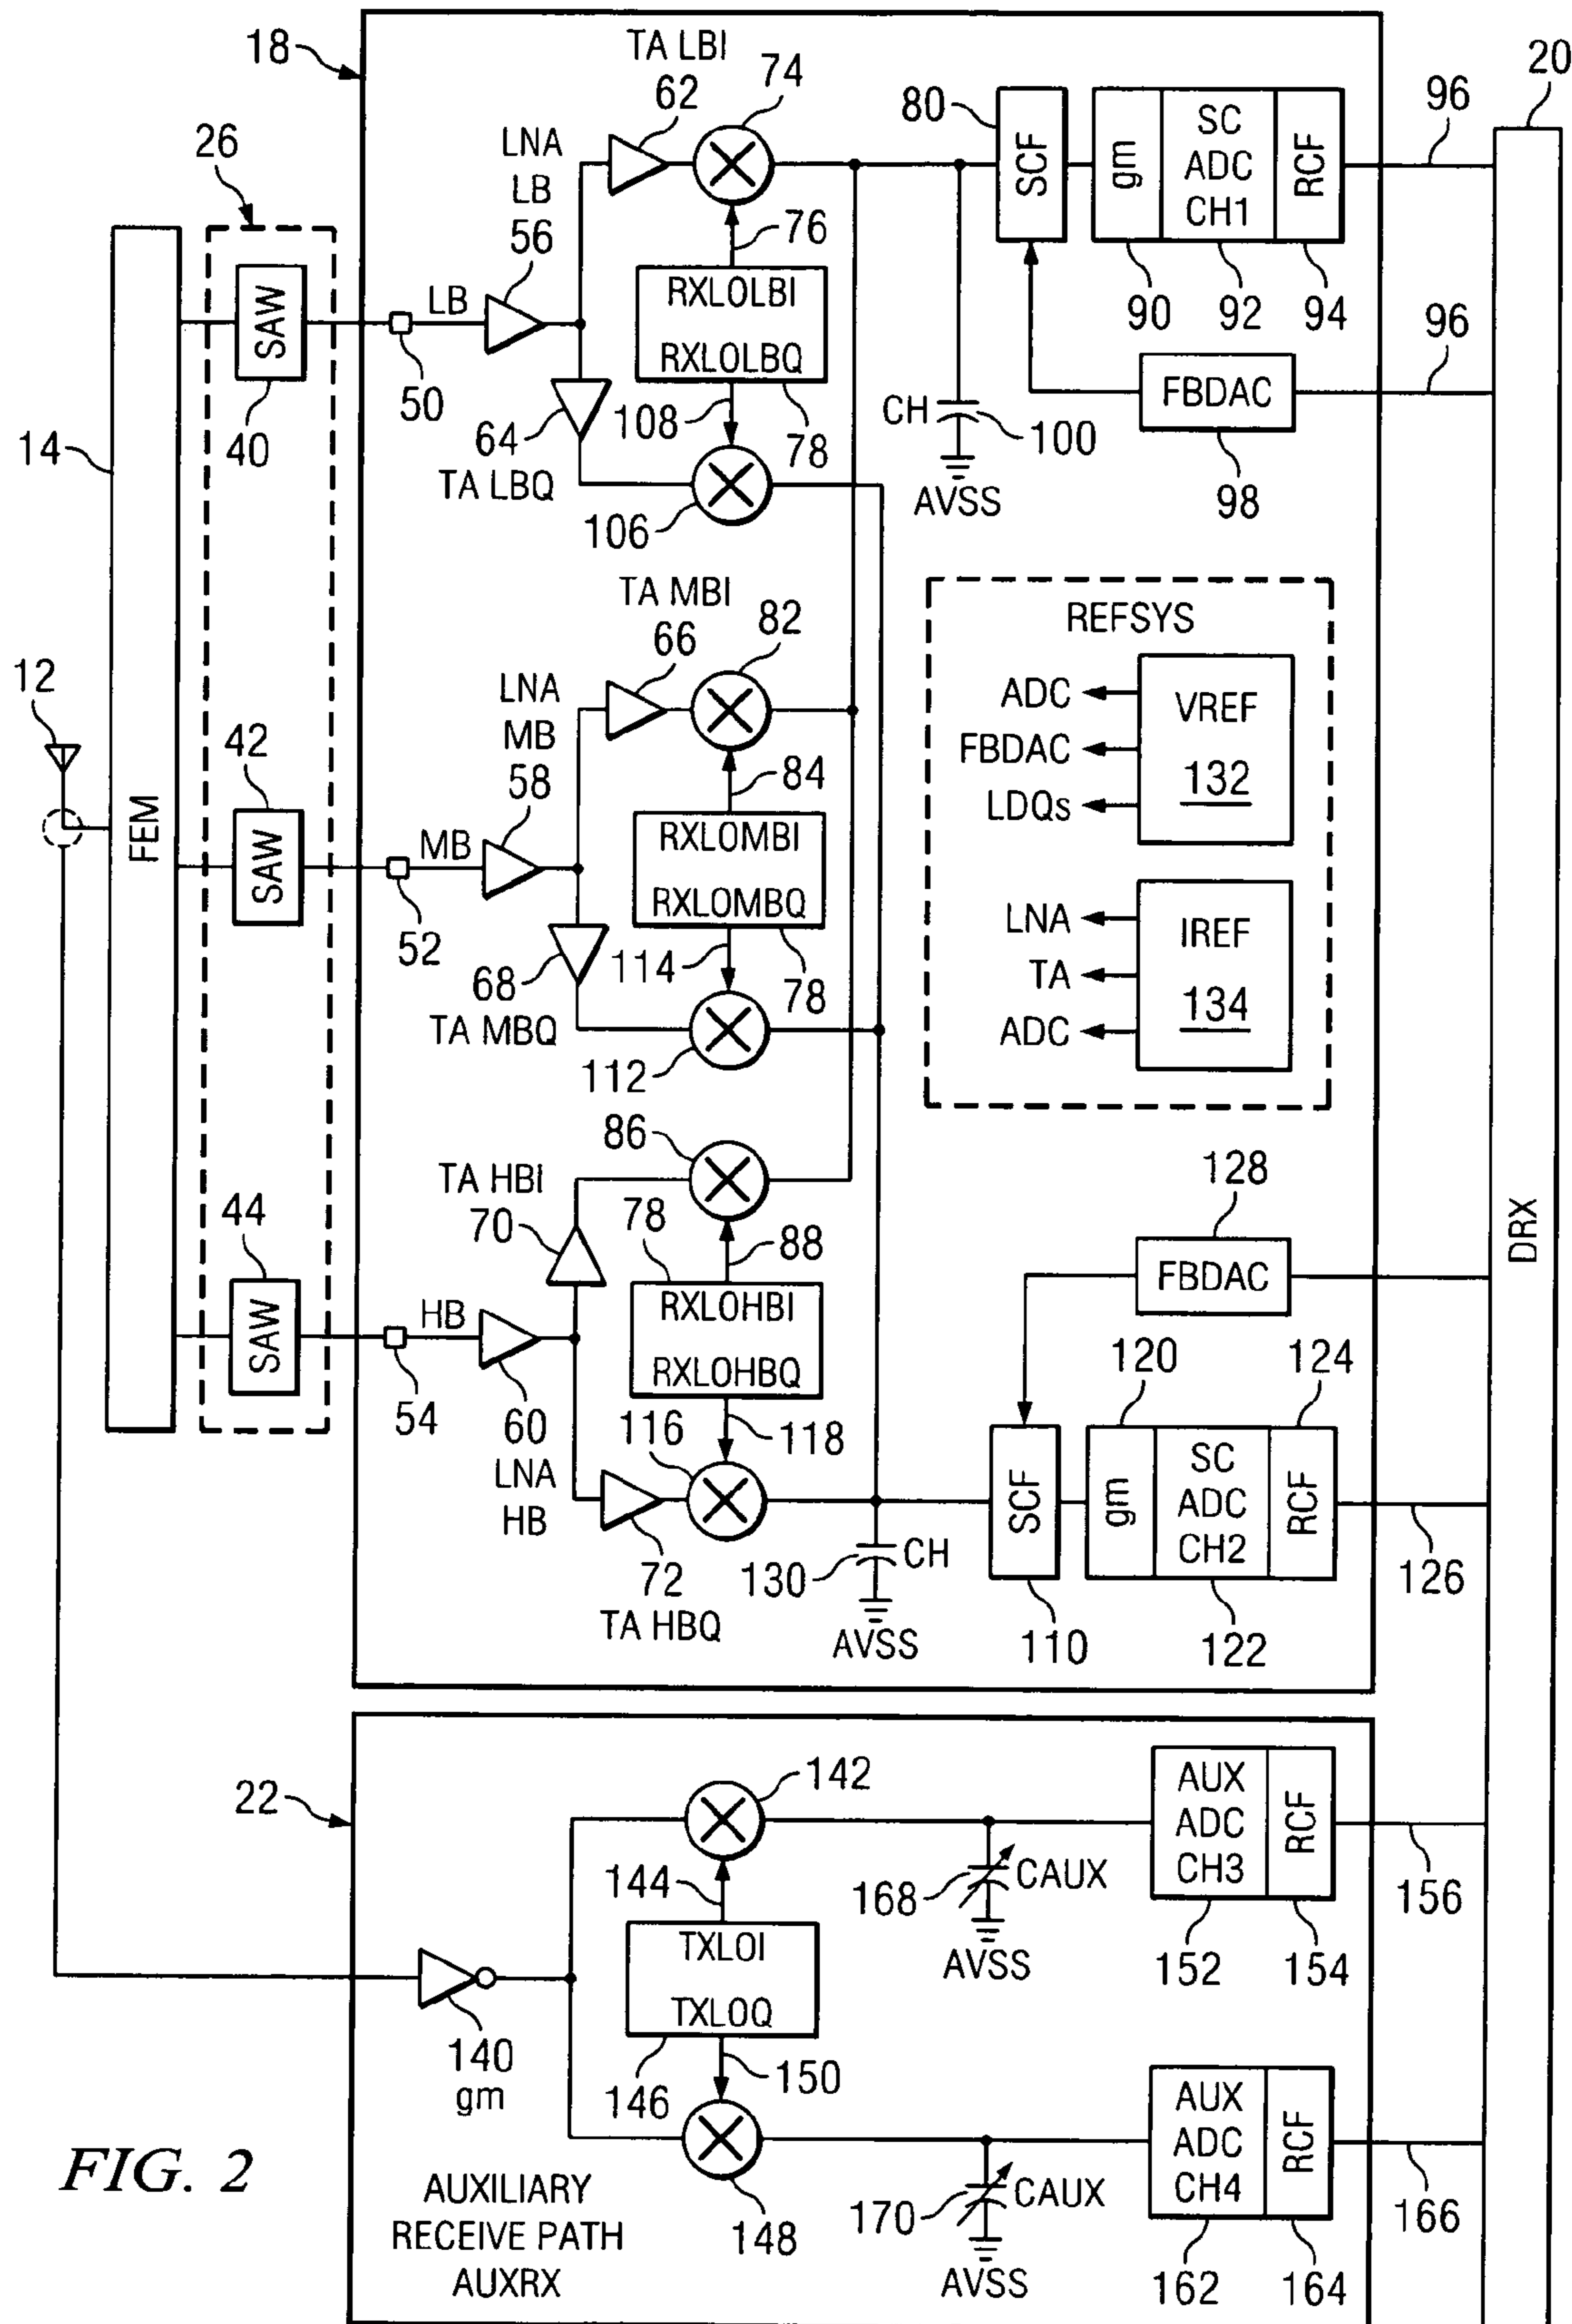 18
TA LBI
62
74
20
80
96
26
LNA
LB
56
SCF
gm
SC
ADC
CH1
RCF
76
RXLOLBI
RXLOLBQ
90
92
94
96
SAW
LB
50
FBDAC
40
64
108
78
CH
100
14
TA LBQ
AVSS
98
106
TA MBI
66
82
REFSYS
12
LNA
MB
58
ADC
FBDAC
LDQs
VREF
132
42
84
FEM
SAW
MB
RXLOMBI
RXLOMBQ
52
LNA
TA
ADC
IREF
134
68
114
78
TA MBQ
112
86
128
TA HBI
70
78
88
DRX
44
FBDAC
SAW
HB
RXLOHBI
RXLOHBQ
120
124
54
60
LNA
HB
116
118
SCF
gm
SC
ADC
CH2
RCF
72
TA HBQ
130
CH
126
AVSS
110
122
22
142
AUX
ADC
CH3
RCF
144
168
CAUX
156
TXLOI
TXLOQ
AVSS
152
154
140
gm
146
150
AUX
ADC
CH4
RCF
FIG. 2
AUXILIARY
RECEIVE PATH
AUXRX
148
170
CAUX
166
AVSS
162
164